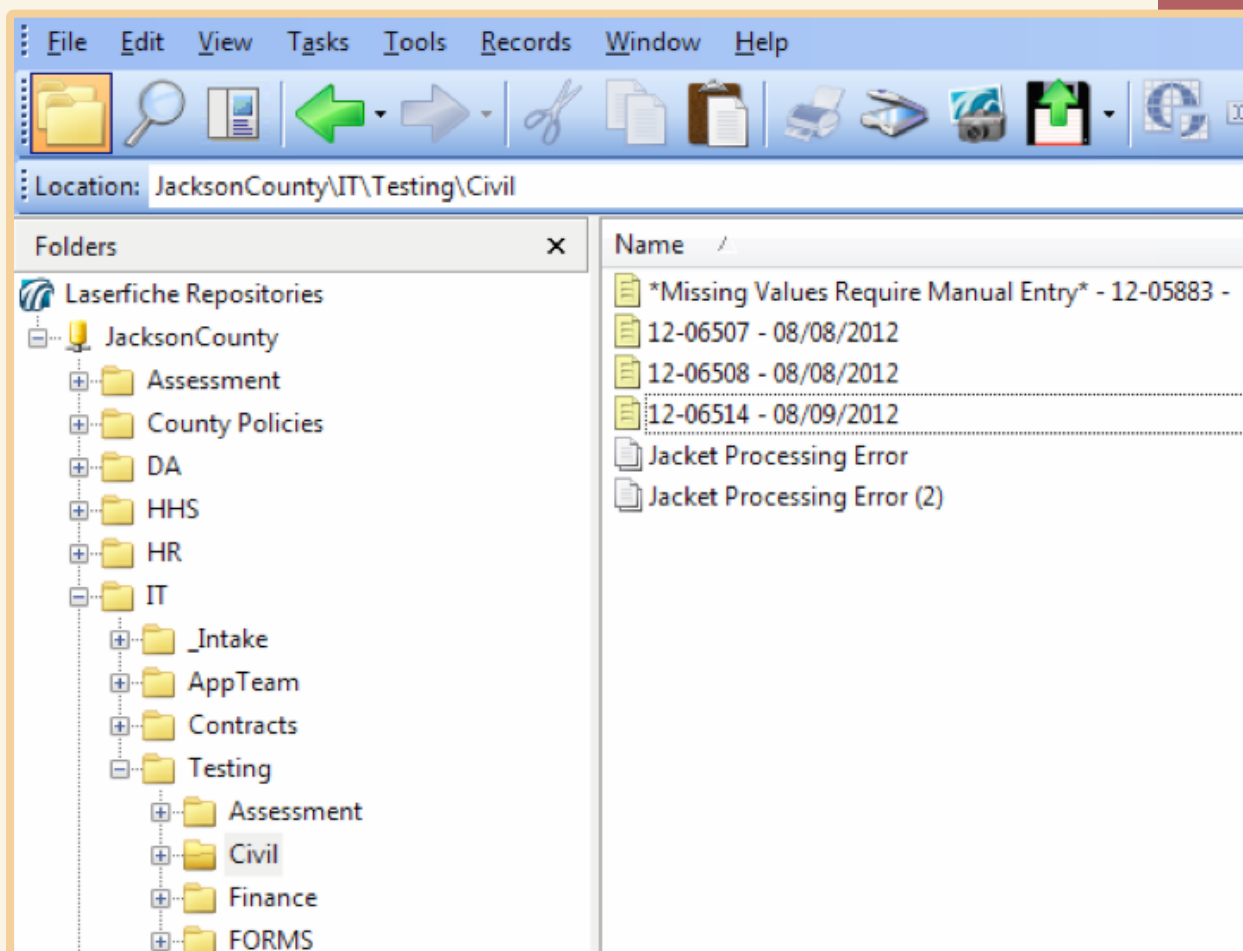 File Edit View Tasks Tools Records Window Help
Location: JacksonCounty\IT\Testing\Civil
Folders
Laserfiche Repositories
JacksonCounty
Assessment
County Policies
DA
HHS
HR
IT
_Intake
AppTeam
Contracts
Testing
Assessment
Civil
Finance
FORMS
Name
*Missing Values Require Manual Entry* - 12-05883 -
12-06507 - 08/08/2012
12-06508 - 08/08/2012
12-06514 - 08/09/2012
Jacket Processing Error
Jacket Processing Error (2)